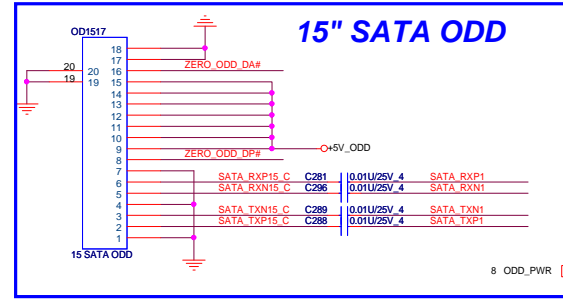 15" SATA ODD
OD1517
18
17
20 20 16 ZERO_ODD_DA#
19 19 15
14
13
12
11
10
9 +5V_ODD
8 ZERO_ODD_DP#
7
6 SATA_RXP15_C C281 0.01U/25V_4 SATA_RXP1
5 SATA_RXN15_C C296 0.01U/25V_4 SATA_RXN1
4
3 SATA_TXN15_C C289 0.01U/25V_4 SATA_TXN1
2 SATA_TXP15_C C288 0.01U/25V_4 SATA_TXP1
1
15 SATA ODD
8 ODD_PWR